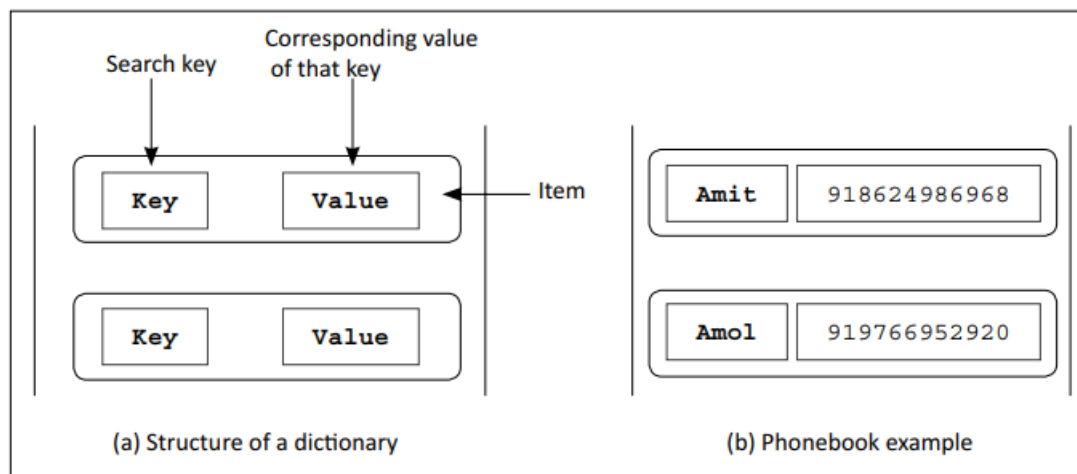 Search key
Corresponding value
of that key
Key
Value
Item
Key
Value
(a) Structure of a dictionary
Amit
918624986968
Amol
919766952920
(b) Phonebook example